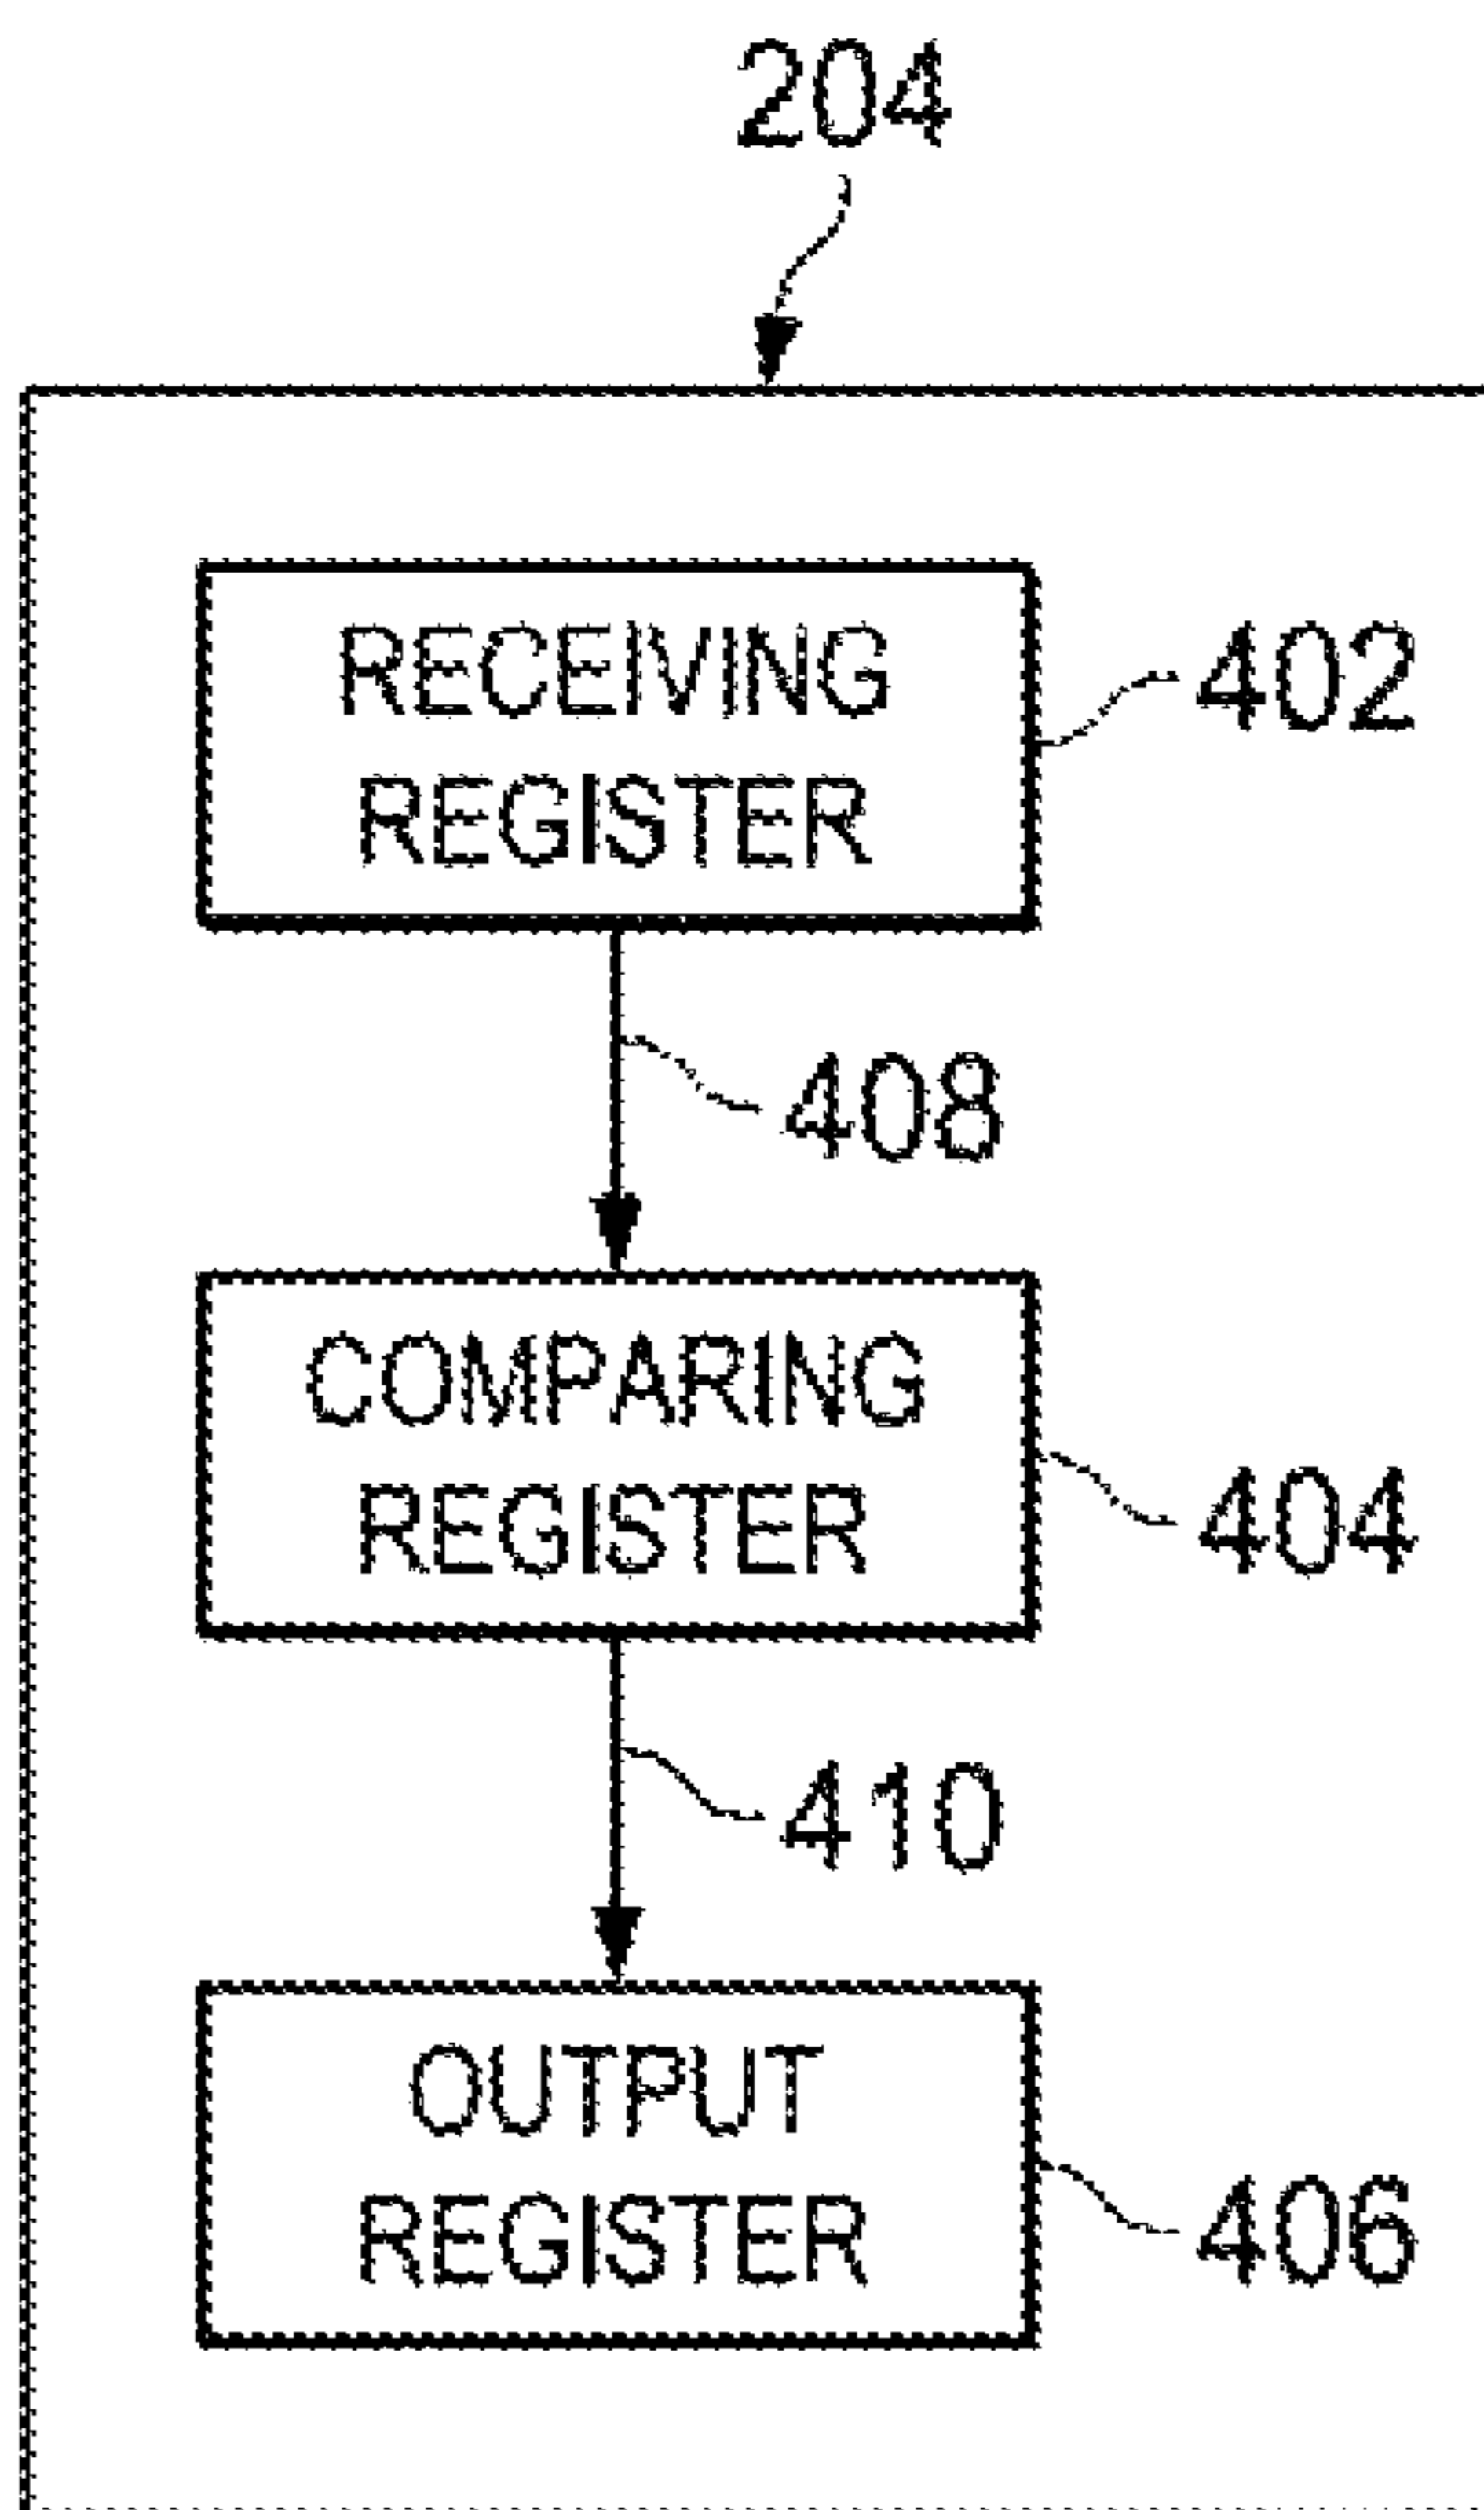 204
RECEIVING
REGISTER
402
408
COMPARING
REGISTER
404
410
OUTPUT
REGISTER
406